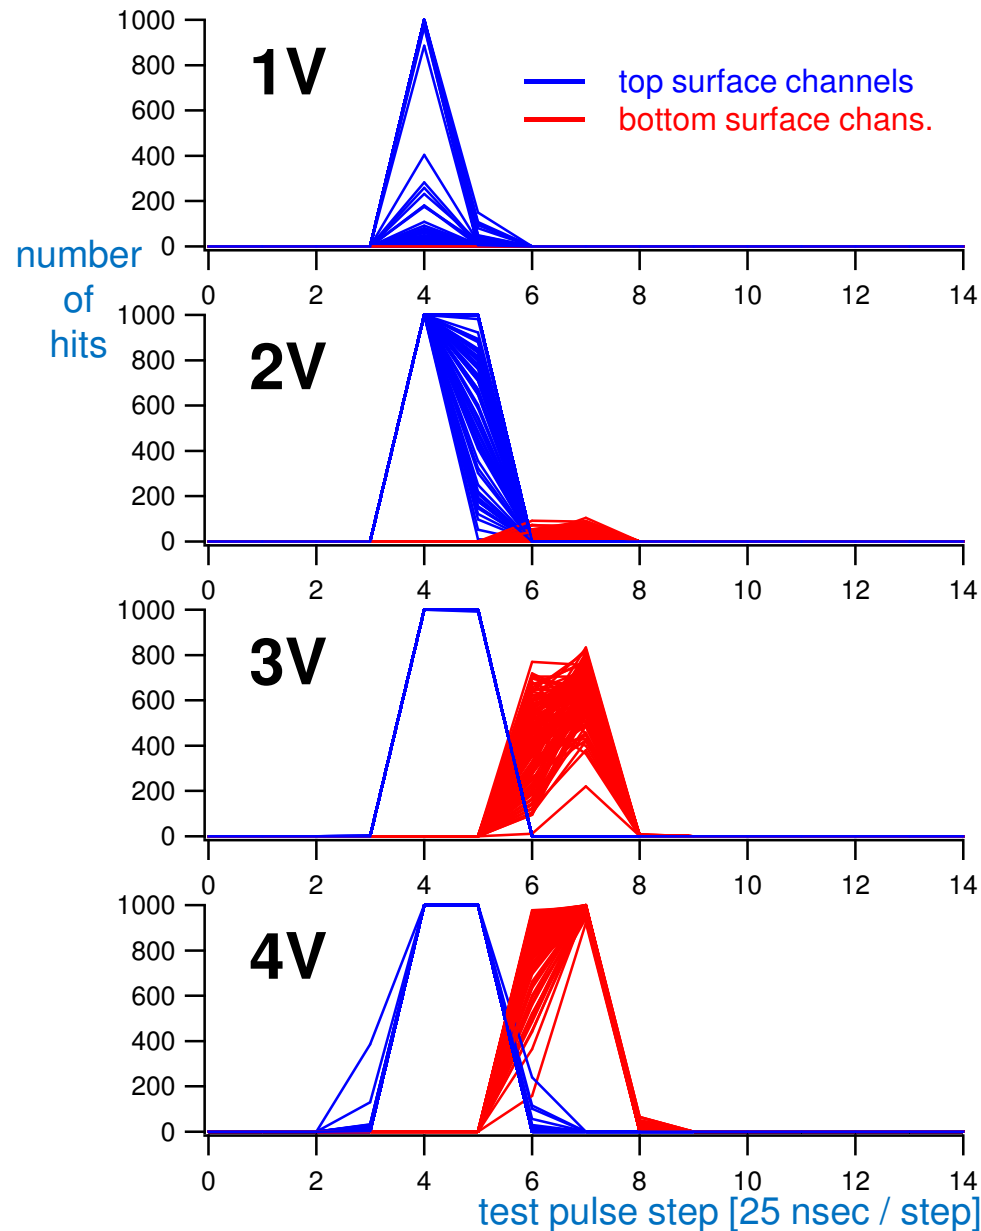 1000
800
600
400
200
0
1V
top surface channels
bottom surface chans.
number
of
hits
0 2 4 6 8 10 12 14
1000
800
600
400
200
0
2V
0 2 4 6 8 10 12 14
1000
800
600
400
200
0
3V
0 2 4 6 8 10 12 14
1000
800
600
400
200
0
4V
0 2 4 6 8 10 12 14
test pulse step [25 nsec / step]